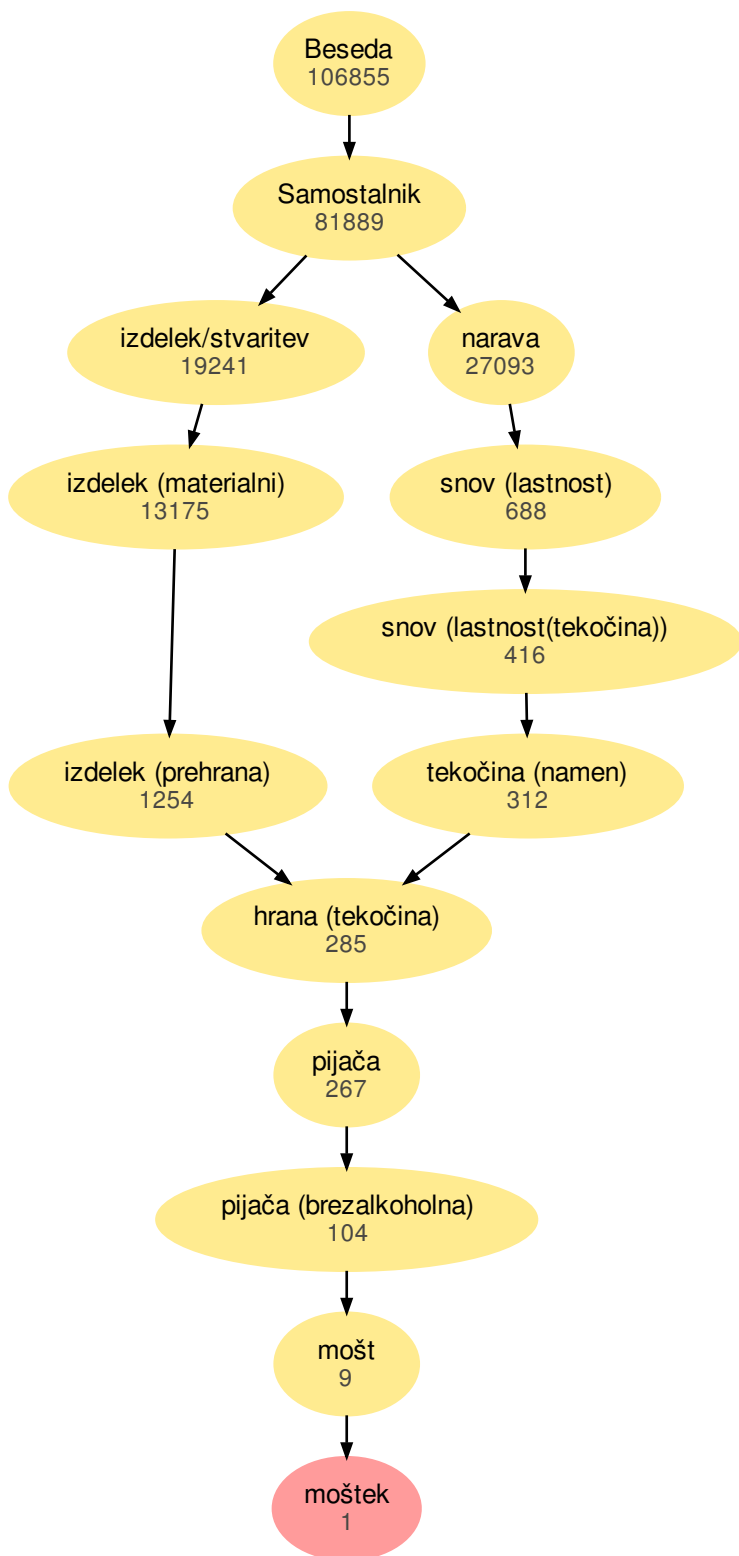 Beseda
106855
Samostalnik
81889
izdelek/stvaritev
19241
narava
27093
izdelek (materialni)
13175
snov (lastnost)
688
snov (lastnost(tekočina))
416
izdelek (prehrana)
1254
tekočina (namen)
312
hrana (tekočina)
285
pijača
267
pijača (brezalkoholna)
104
mošt
9
moštek
1